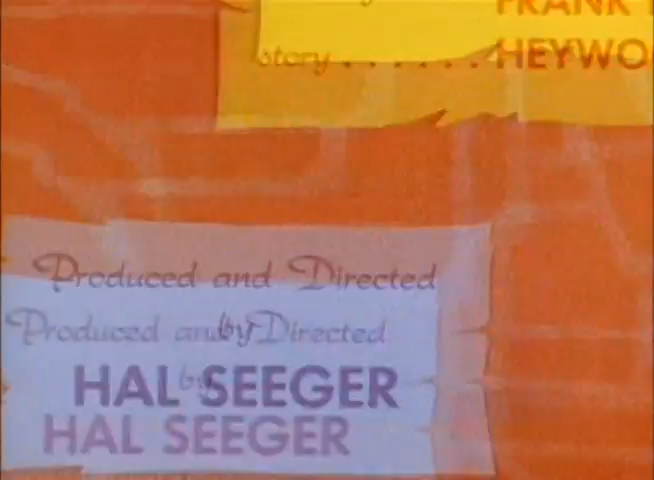 FRANK
Story . . . . . . . HEYWO
Produced and Directed
Produced and Directed
by
by
HAL SEEGER
HAL SEEGER